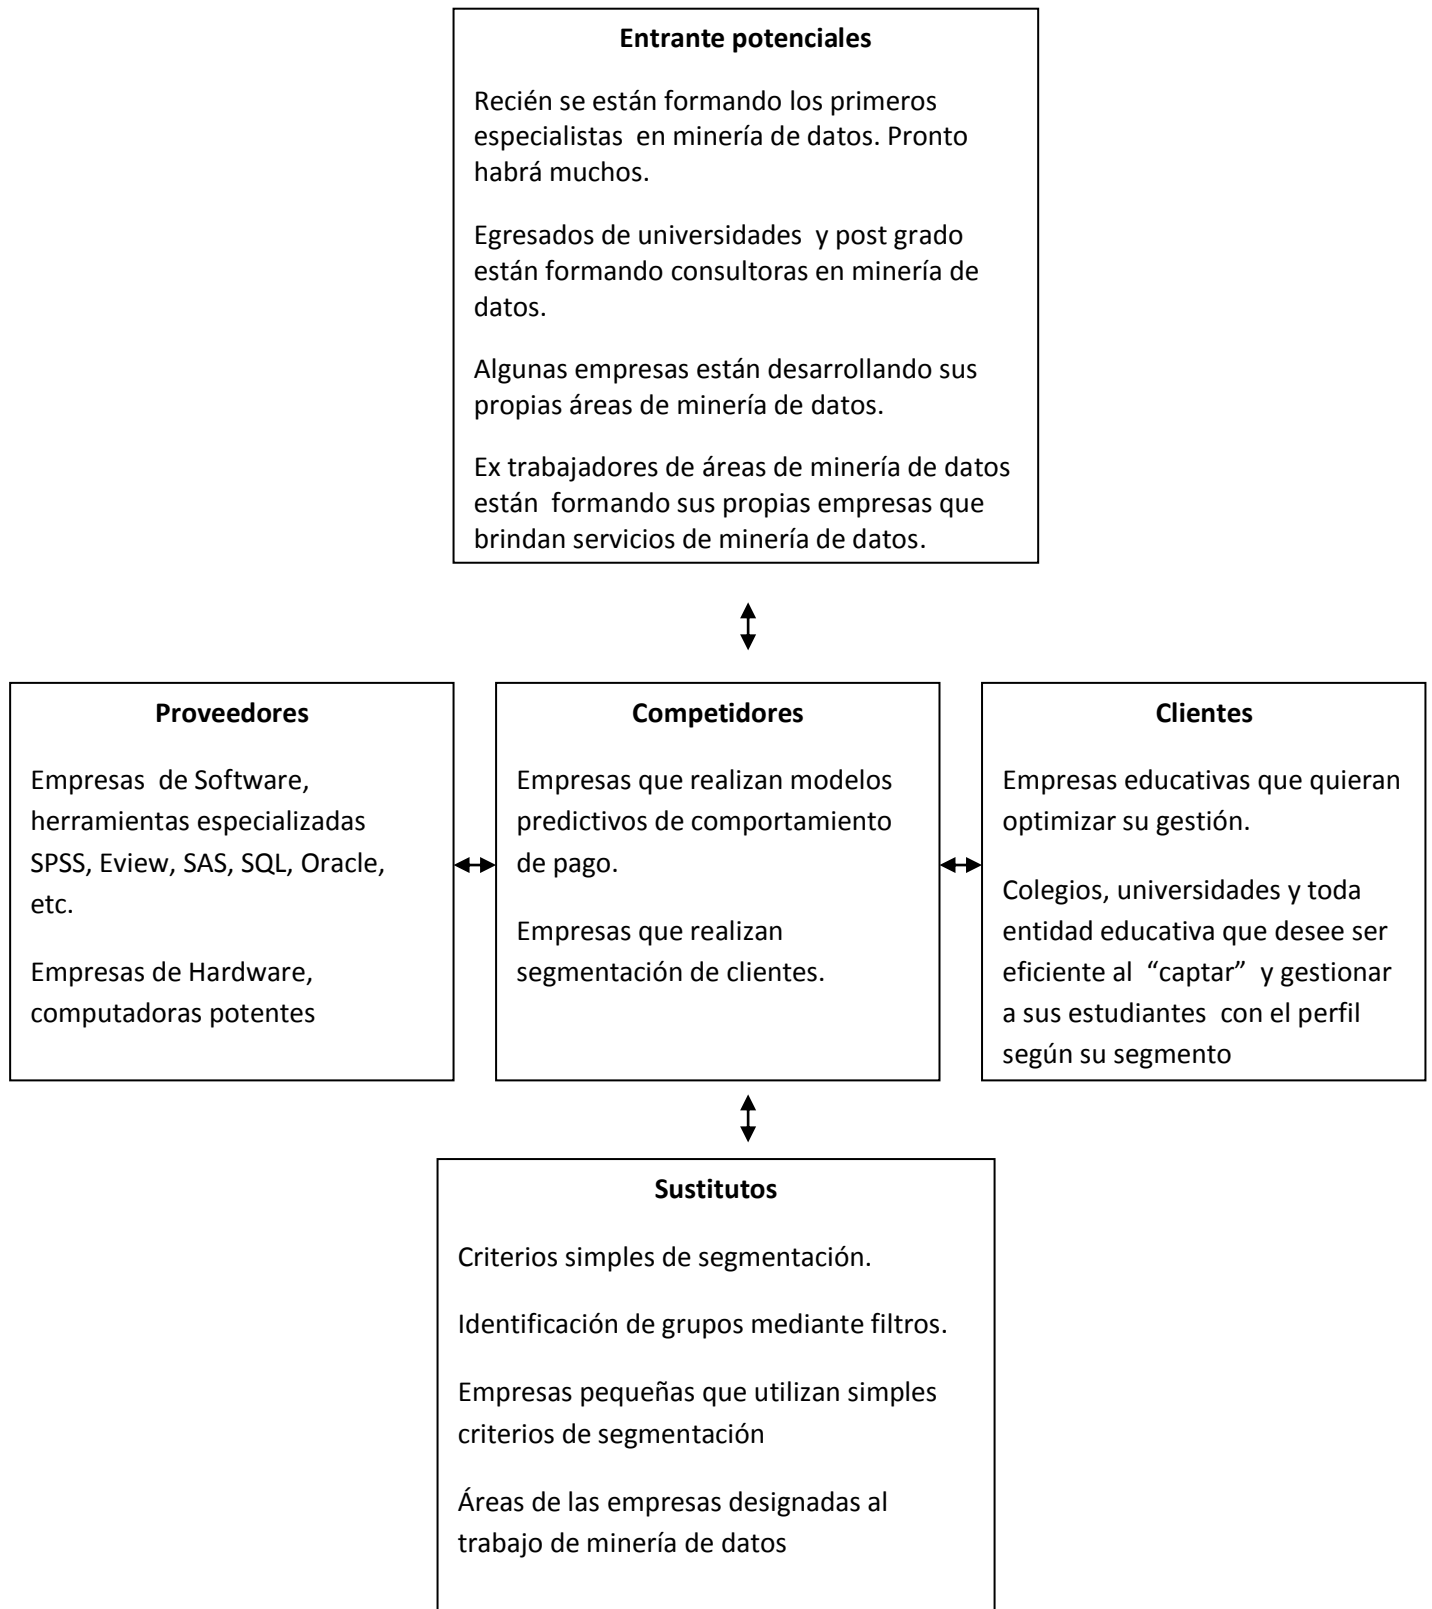 Entrante potenciales
Recién se están formando los primeros
especialistas en minería de datos. Pronto
habrá muchos.
Egresados de universidades y post grado
están formando consultoras en minería de
datos.
Algunas empresas están desarrollando sus
propias áreas de minería de datos.
Ex trabajadores de áreas de minería de datos
están formando sus propias empresas que
brindan servicios de minería de datos.
Proveedores
Empresas de Software,
herramientas especializadas
SPSS, Eview, SAS, SQL, Oracle,
etc.
Empresas de Hardware,
computadoras potentes
Competidores
Empresas que realizan modelos
predictivos de comportamiento
de pago.
Empresas que realizan
segmentación de clientes.
Clientes
Empresas educativas que quieran
optimizar su gestión.
Colegios, universidades y toda
entidad educativa que desee ser
eficiente al “captar” y gestionar
a sus estudiantes con el perfil
según su segmento
Sustitutos
Criterios simples de segmentación.
Identificación de grupos mediante filtros.
Empresas pequeñas que utilizan simples
criterios de segmentación
Áreas de las empresas designadas al
trabajo de minería de datos